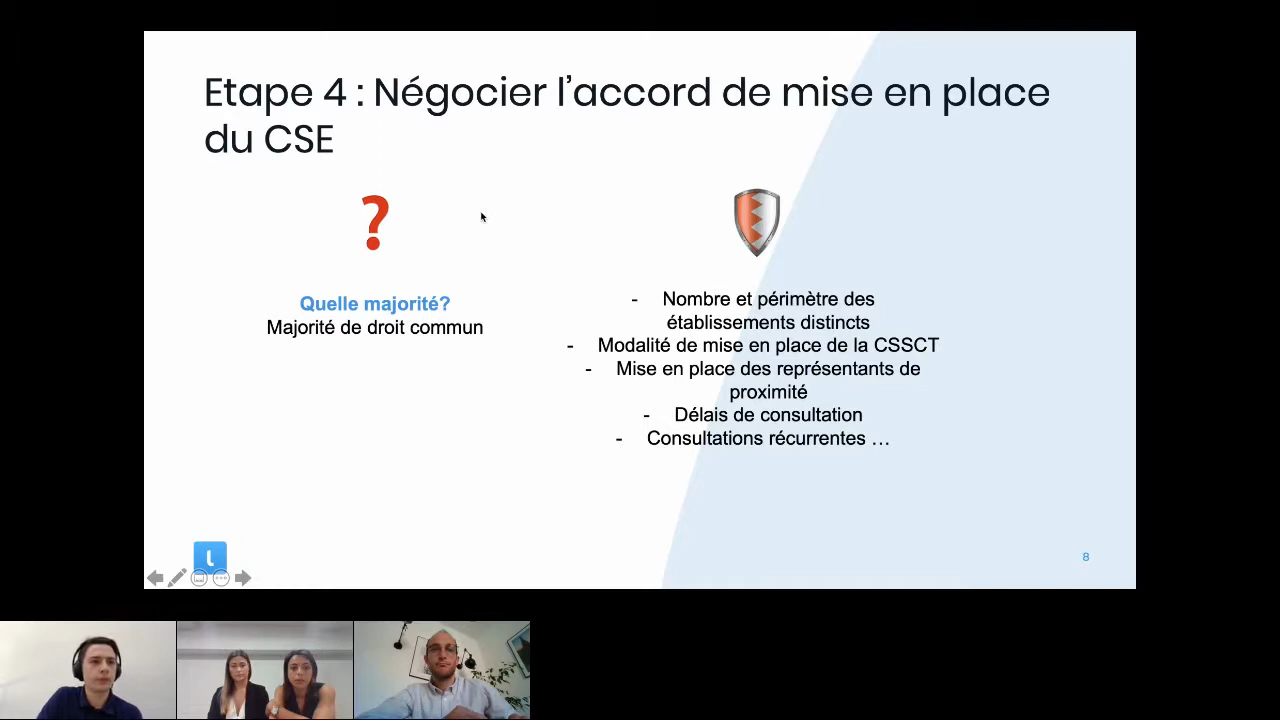 Etape 4 : Négocier l’accord de mise en place
du CSE
?
Quelle majorité?
Majorité de droit commun
- Nombre et périmètre des
établissements distincts
- Modalité de mise en place de la CSSCT
- Mise en place des représentants de
proximité
- Délais de consultation
- Consultations récurrentes …
l
8